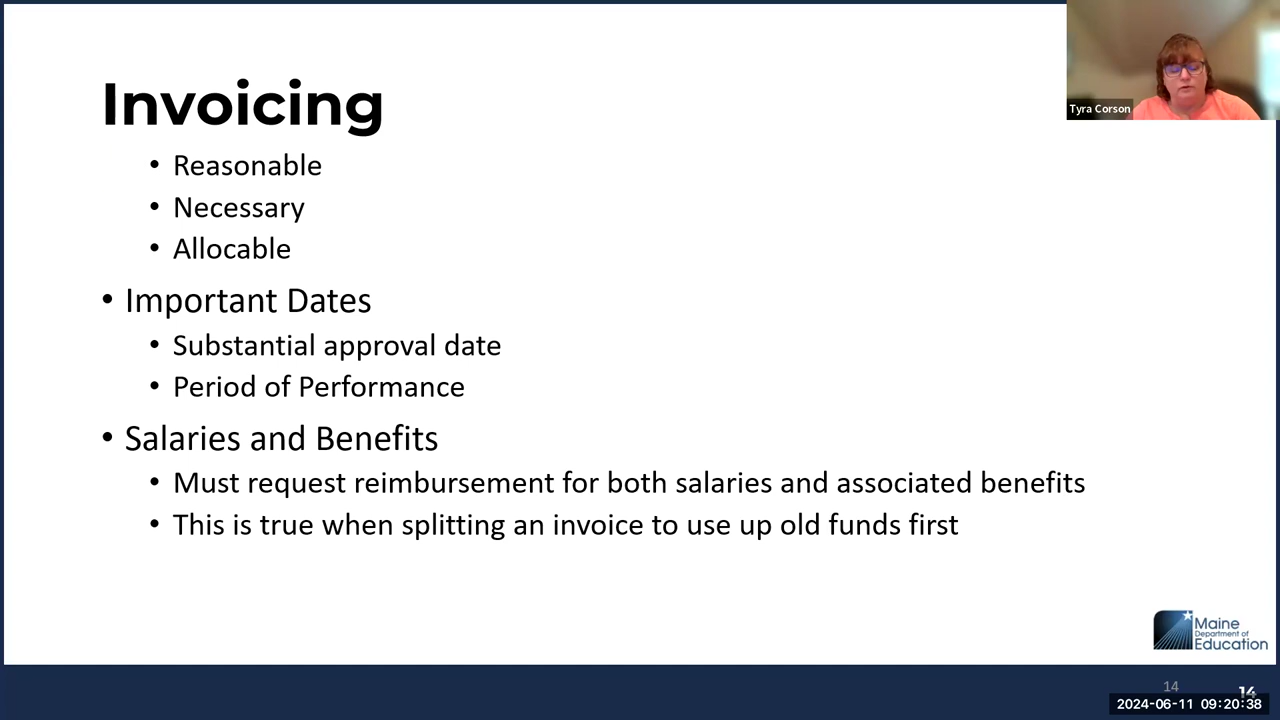 Invoicing
• Reasonable
• Necessary
• Allocable
• Important Dates
• Substantial approval date
• Period of Performance
• Salaries and Benefits
• Must request reimbursement for both salaries and associated benefits
• This is true when splitting an invoice to use up old funds first
Tyra Corson
Maine
Department of
Education
14
14
2024-06-11 09:20:38